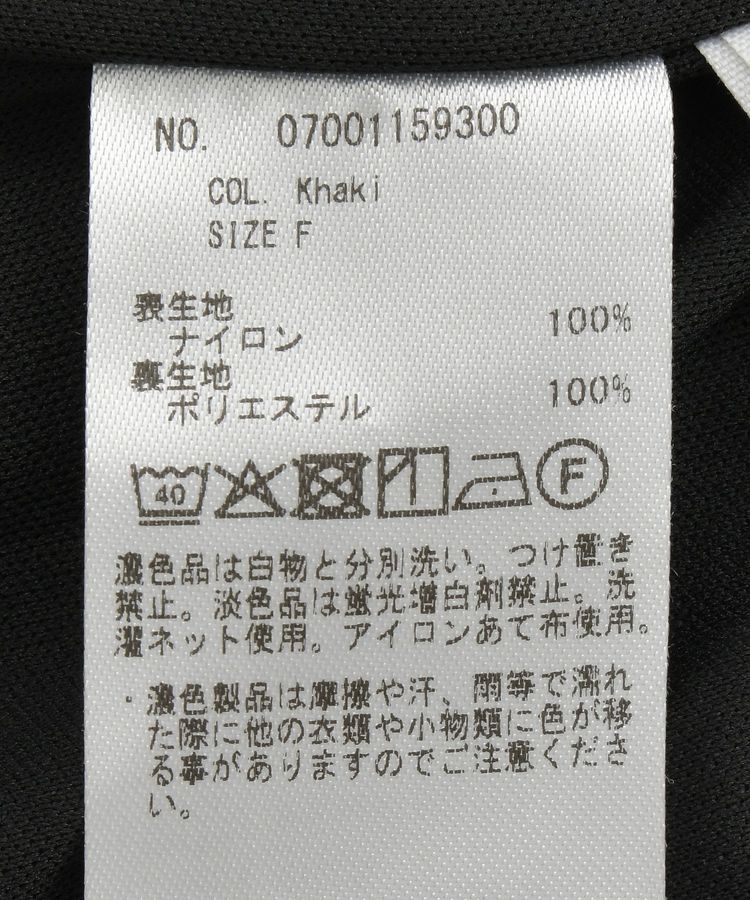 NO. 07001159300
COL. Khaki
SIZE F
表生地
ナイロン 100%
裏生地
ポリエステル 100%
40 F
濃色品は白物と分別洗い。つけ置き
禁止。淡色品は蛍光増白剤禁止。洗
濯ネット使用。アイロンあて布使用。
・濃色製品は摩擦や汗、雨等で濡れ
た際に他の衣類や小物類に色が移
る事がありますのでご注意くださ
い。